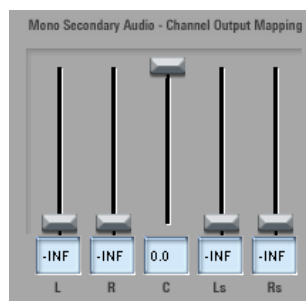 Mono Secondary Audio - Channel Output Mapping
-INF -INF 0.0 -INF -INF
L R C Ls Rs